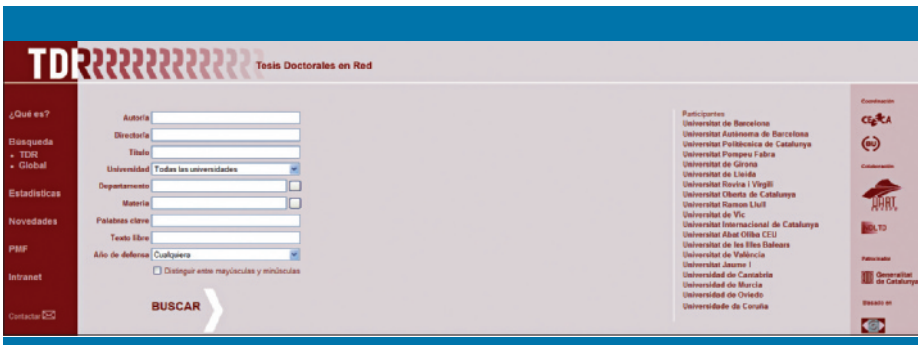 TDR
Tesis Doctorales en Red
¿Qué es?
Búsqueda
• TDR
• Global
Estadísticas
Novedades
PMF
Intranet
Contactar
Autor/a
Director/a
Título
Universidad Todas las universidades
Departamento
Materia
Palabras clave
Texto libre
Año de defensa Cualquiera
Distinguir entre mayúsculas y minúsculas
BUSCAR
Participantes
Universitat de Barcelona
Universitat Autònoma de Barcelona
Universitat Politècnica de Catalunya
Universitat Pompeu Fabra
Universitat de Girona
Universitat de Lleida
Universitat Rovira i Virgili
Universitat Oberta de Catalunya
Universitat Ramon Llull
Universitat de Vic
Universitat Internacional de Catalunya
Universitat Abat Oliba CEU
Universitat de les Illes Balears
Universitat de València
Universitat Jaume I
Universidad de Cantabria
Universidad de Murcia
Universidad de Oviedo
Universidade da Coruña
Coordinación
CESCA
Colaboración
DURSI
NDLTD
Patrocinador
Generalitat
de Catalunya
Basado en